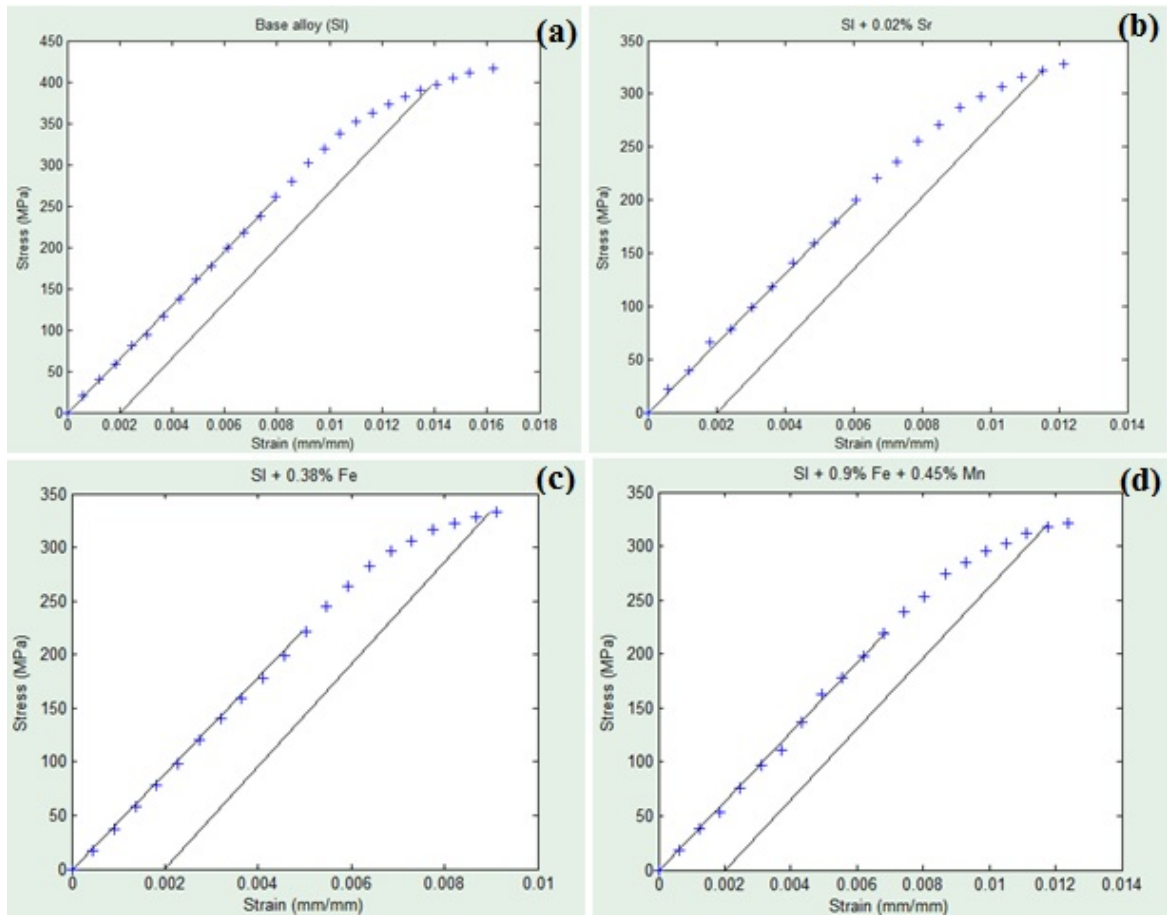 Base alloy (SI)
(a)
450
400
350
300
250
200
150
100
50
0
Stress (MPa)
0 0.002 0.004 0.006 0.008 0.01 0.012 0.014 0.016 0.018
Strain (mm/mm)
SI + 0.02% Sr
(b)
350
300
250
200
150
100
50
0
Stress (MPa)
0 0.002 0.004 0.006 0.008 0.01 0.012 0.014
Strain (mm/mm)
SI + 0.38% Fe
(c)
350
300
250
200
150
100
50
0
Stress (MPa)
0 0.002 0.004 0.006 0.008 0.01
Strain (mm/mm)
SI + 0.9% Fe + 0.45% Mn
(d)
350
300
250
200
150
100
50
0
Stress (MPa)
0 0.002 0.004 0.006 0.008 0.01 0.012 0.014
Strain (mm/mm)